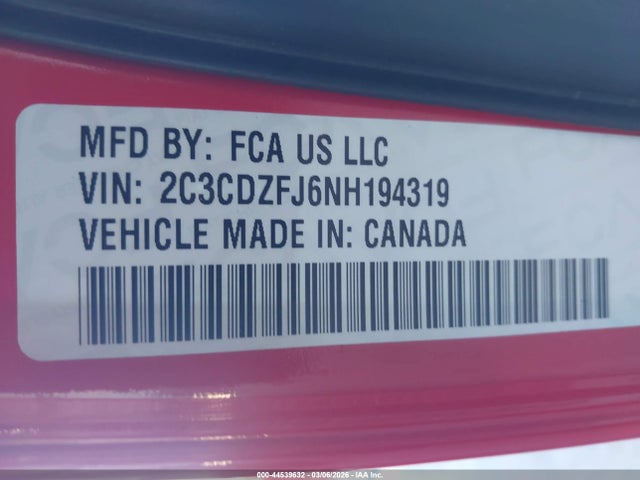 MFD BY: FCA US LLC
VIN: 2C3CDZFJ6NH194319
VEHICLE MADE IN: CANADA
000-44539632 - 03/06/2026 - IAA Inc.